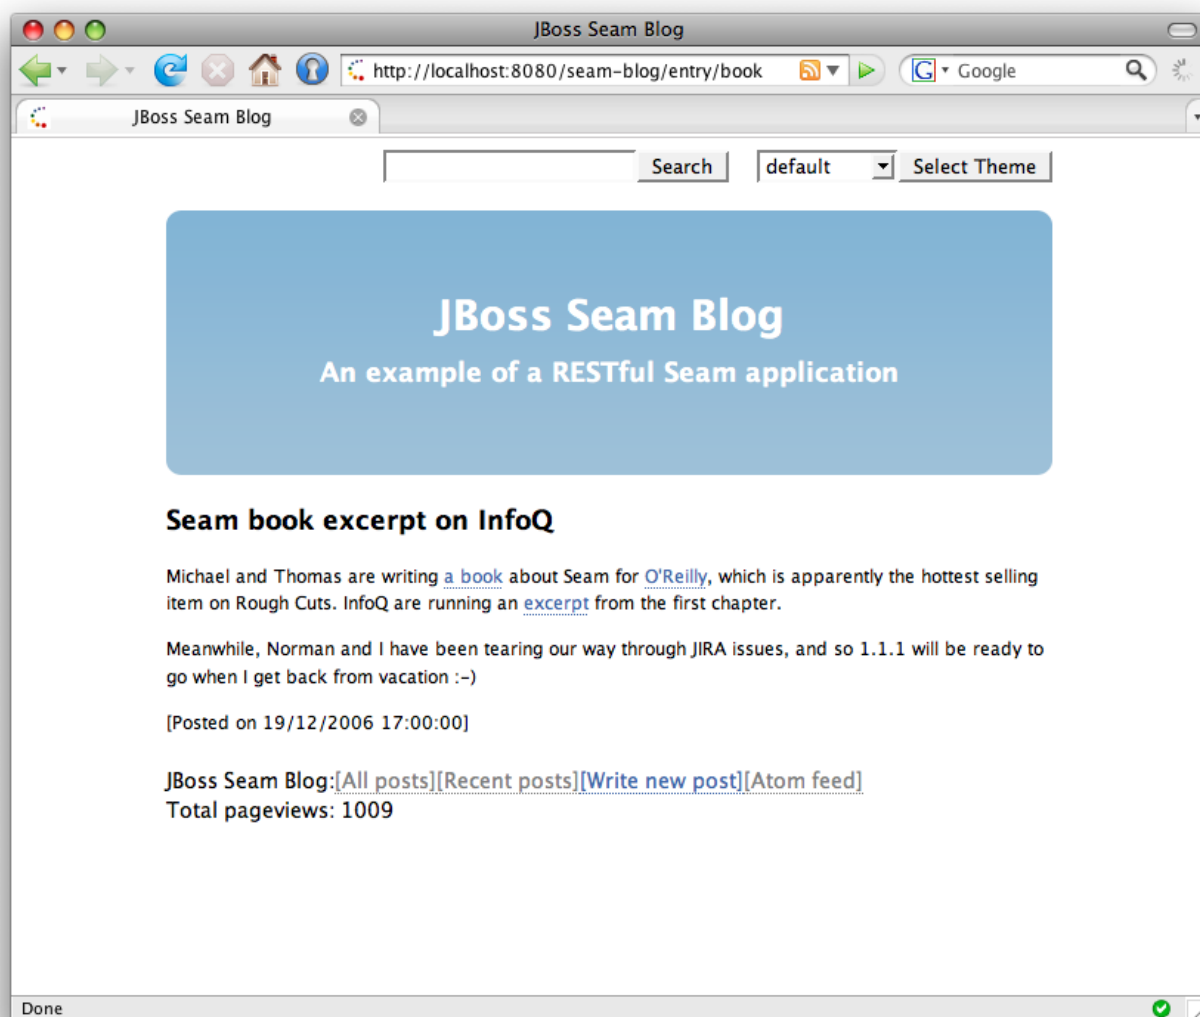 JBoss Seam Blog
http://localhost:8080/seam-blog/entry/book
G Google
JBoss Seam Blog
Search default Select Theme
JBoss Seam Blog
An example of a RESTful Seam application
Seam book excerpt on InfoQ
Michael and Thomas are writing a book about Seam for O'Reilly, which is apparently the hottest selling
item on Rough Cuts. InfoQ are running an excerpt from the first chapter.
Meanwhile, Norman and I have been tearing our way through JIRA issues, and so 1.1.1 will be ready to
go when I get back from vacation :-)
[Posted on 19/12/2006 17:00:00]
JBoss Seam Blog:[All posts][Recent posts][Write new post][Atom feed]
Total pageviews: 1009
Done